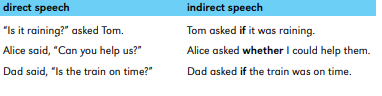 direct speech indirect speech
“Is it raining?” asked Tom. Tom asked if it was raining.
Alice said, “Can you help us?” Alice asked whether I could help them.
Dad said, “Is the train on time?” Dad asked if the train was on time.